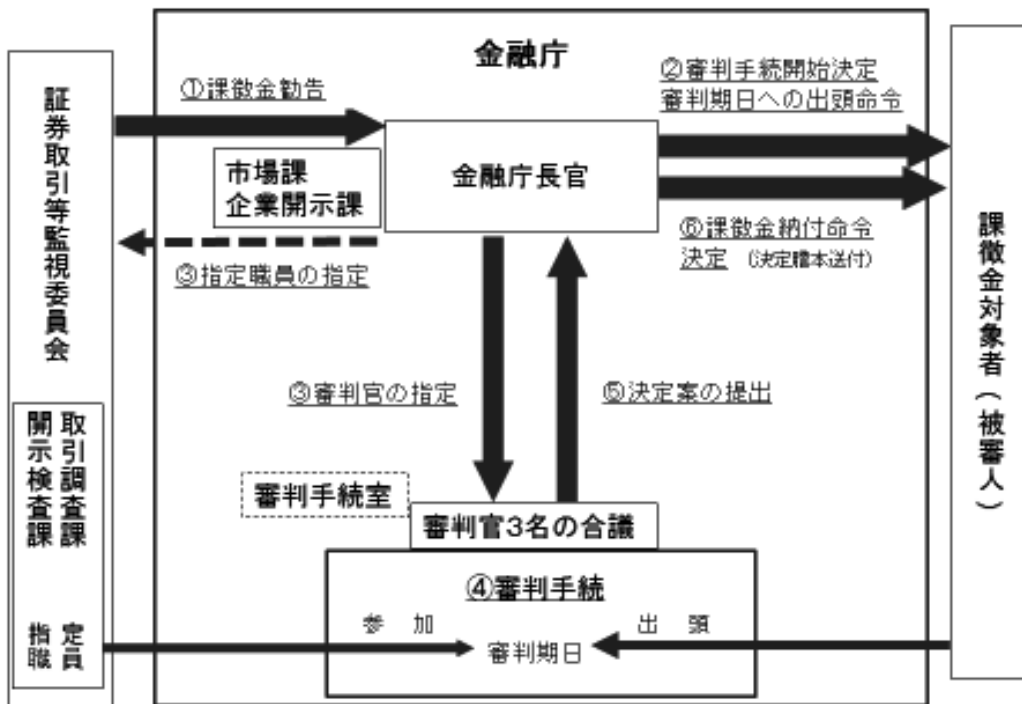 金融庁
証券取引等監視委員会
①課徴金勧告
②審判手続開始決定
審判期日への出頭命令
市場課
企業開示課
金融庁長官
③指定職員の指定
⑥課徴金納付命令
決定 (決定謄本送付)
課徴金対象者(被審人)
③審判官の指定
⑤決定案の提出
取引調査課
開示検査課
審判手続室
審判官3名の合議
④審判手続
指定
職員
参加
出頭
審判期日